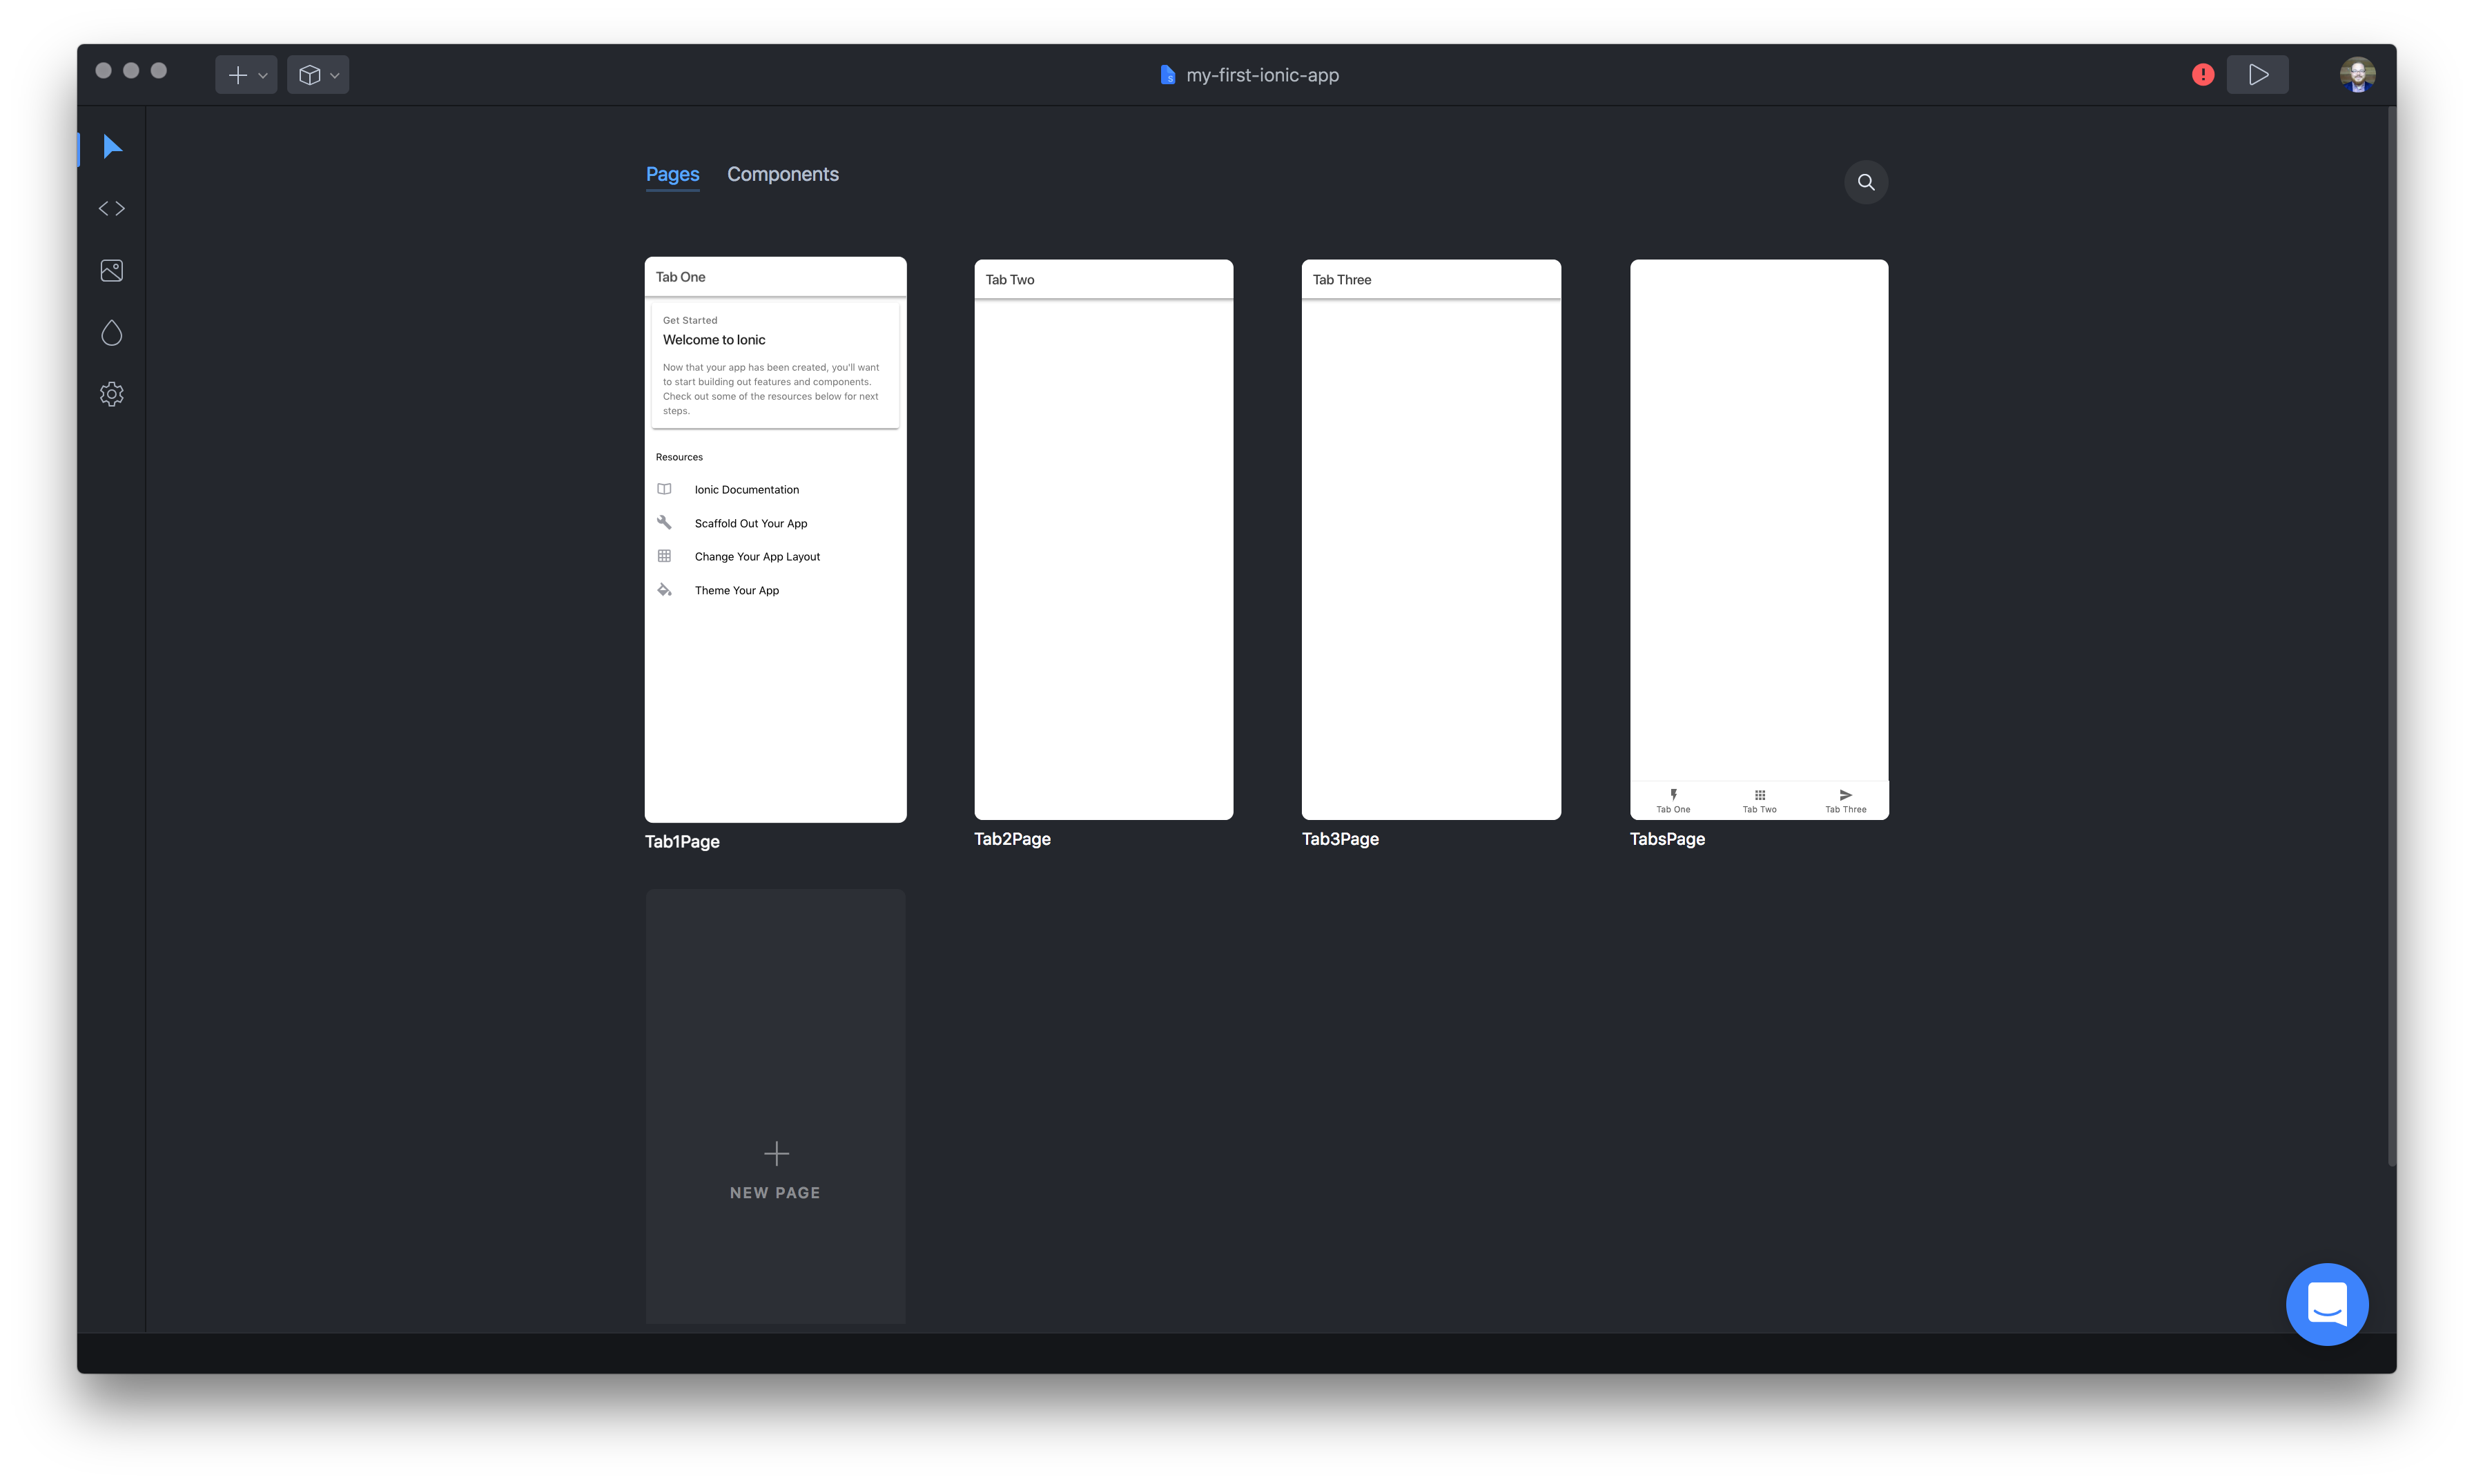 my-first-ionic-app
Pages
Components
Tab One
Get Started
Welcome to Ionic
Now that your app has been created, you'll want
to start building out features and components.
Check out some of the resources below for next
steps.
Resources
Ionic Documentation
Scaffold Out Your App
Change Your App Layout
Theme Your App
Tab1Page
Tab Two
Tab2Page
Tab Three
Tab3Page
Tab One
Tab Two
Tab Three
TabsPage
NEW PAGE